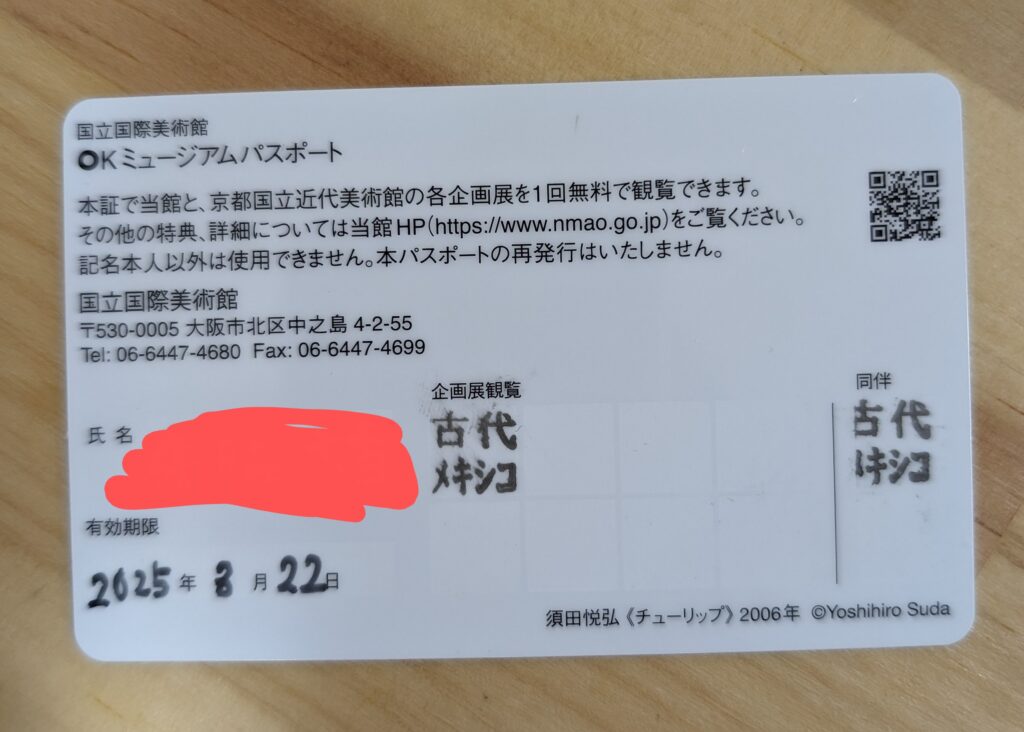 国立国際美術館
OKミュージアムパスポート
本証で当館と、京都国立近代美術館の各企画展を1回無料で観覧できます。
その他の特典、詳細については当館HP(https://www.nmao.go.jp)をご覧ください。
記名本人以外は使用できません。本パスポートの再発行はいたしません。
国立国際美術館
〒530-0005 大阪市北区中之島 4-2-55
Tel: 06-6447-4680 Fax: 06-6447-4699
氏名
有効期限
2025年 8月 22日
企画展観覧
古代
メキシコ
同伴
古代
メキシコ
須田悦弘《チューリップ》2006年 ©Yoshihiro Suda